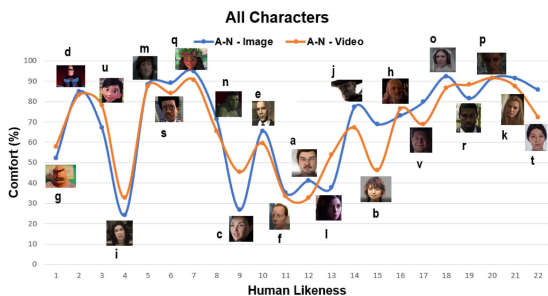 All Characters
A-N - Image A-N - Video
Comfort (%)
100
90
80
70
60
50
40
30
20
10
0
d
u
m
q
s
n
e
g
i
c
a
f
l
j
h
b
v
o
p
r
k
t
1 2 3 4 5 6 7 8 9 10 11 12 13 14 15 16 17 18 19 20 21 22
Human Likeness